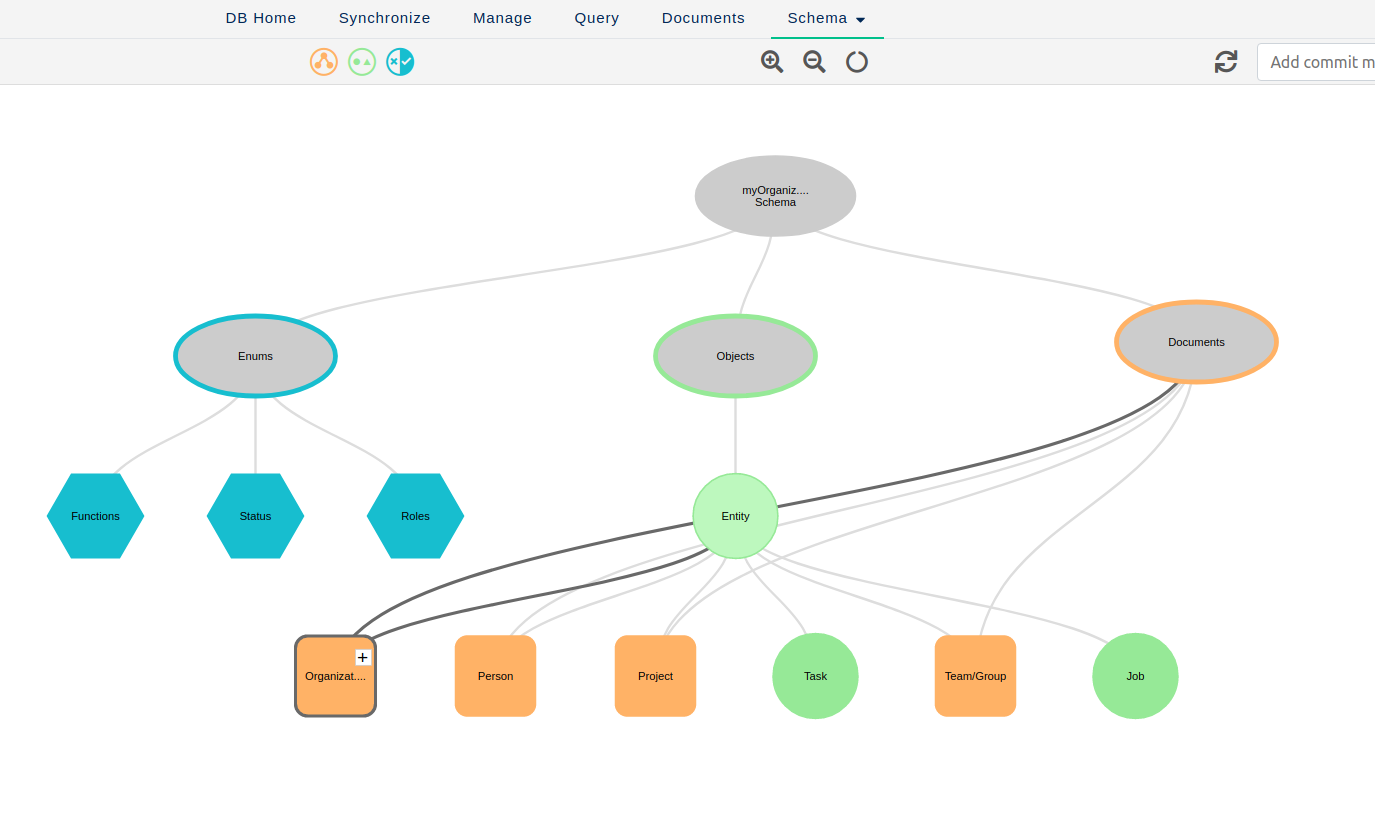 DB Home
Synchronize
Manage
Query
Documents
Schema
Add commit m
myOrganiz....
Schema
Enums
Objects
Documents
Functions
Status
Roles
Entity
Organizat....
Person
Project
Task
Team/Group
Job